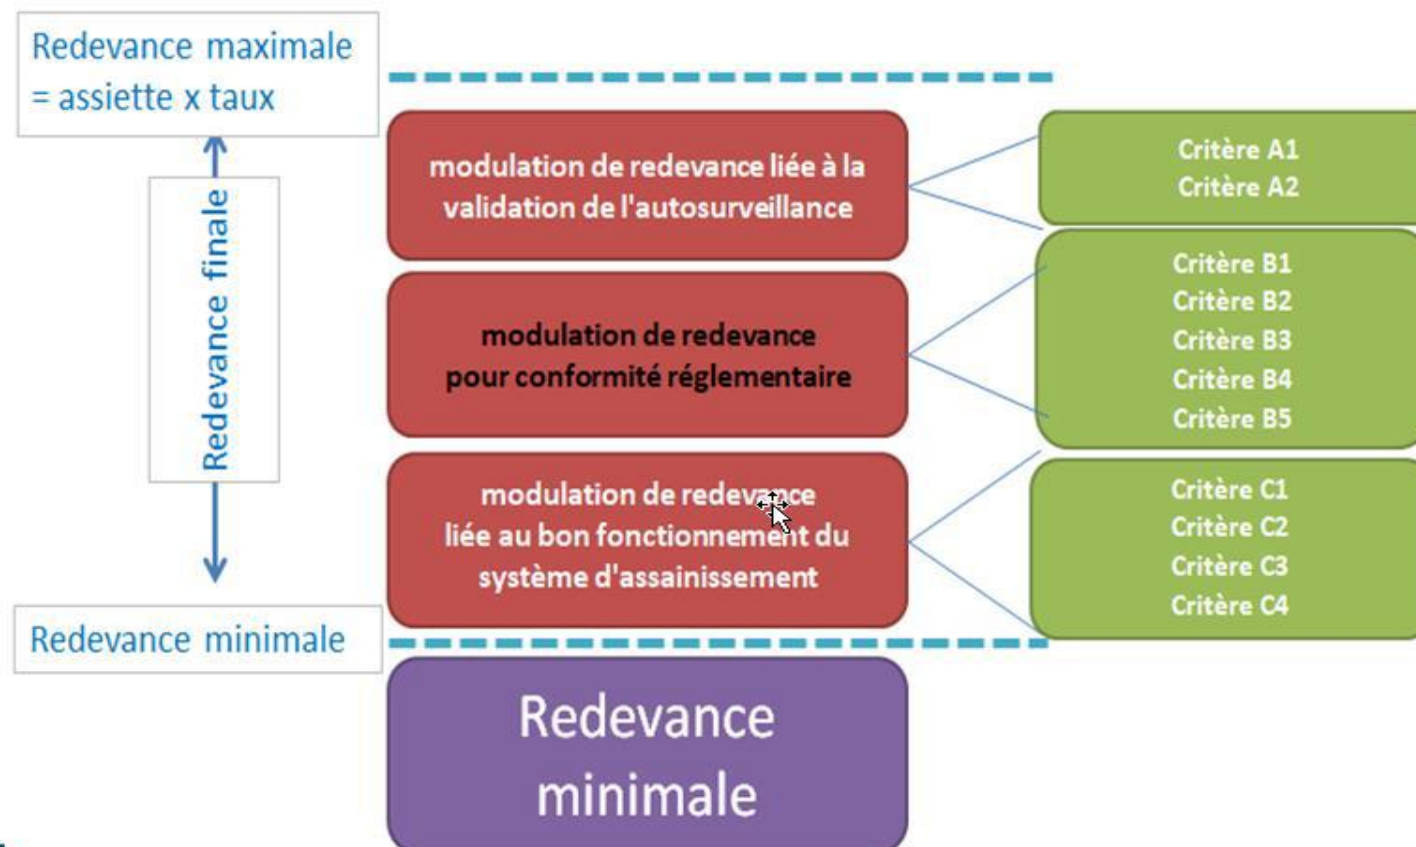 Redevance maximale
= assiette x taux
Redevance finale
Redevance minimale
modulation de redevance liée à la
validation de l'autosurveillance
modulation de redevance
pour conformité réglementaire
modulation de redevance
liée au bon fonctionnement du
système d'assainissement
Redevance
minimale
Critère A1
Critère A2
Critère B1
Critère B2
Critère B3
Critère B4
Critère B5
Critère C1
Critère C2
Critère C3
Critère C4